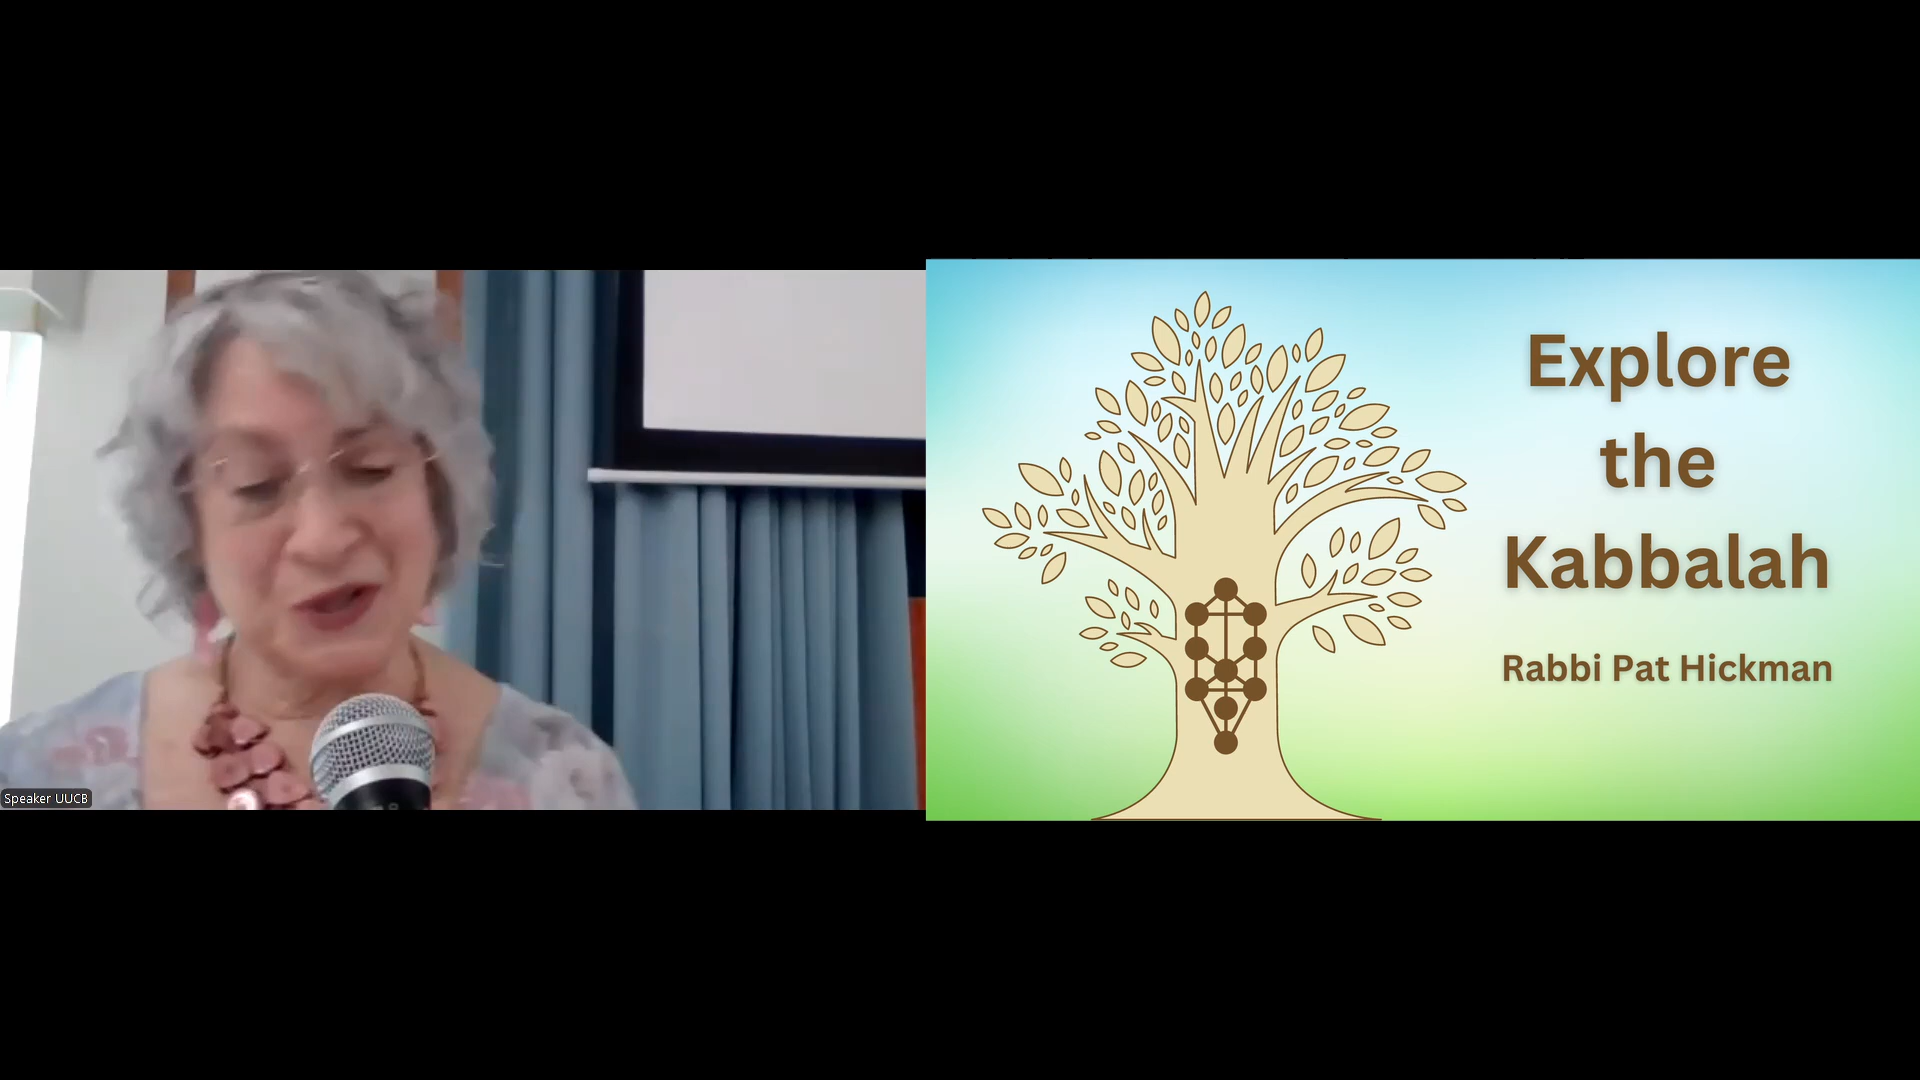 Speaker UUCB
Explore
the
Kabbalah
Rabbi Pat Hickman